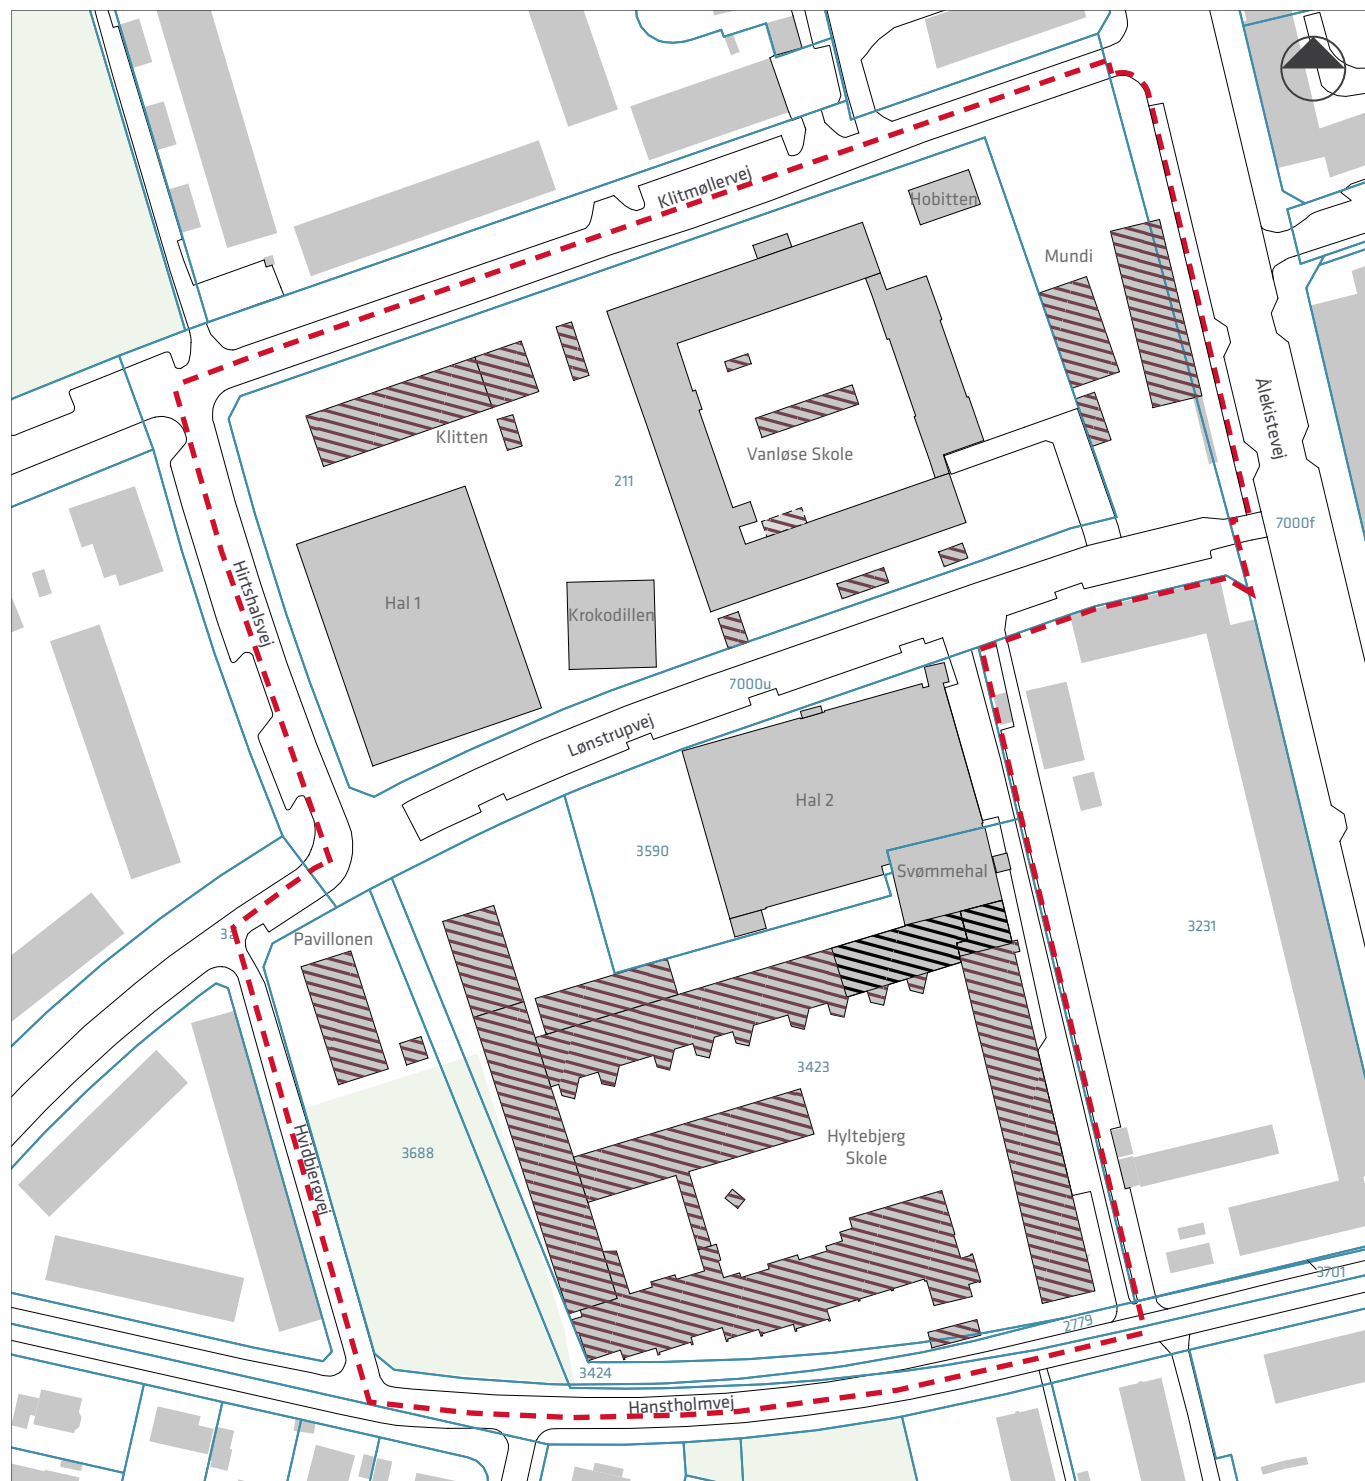 Klitmøllervej
Hobitten
Mundi
Ålekistevej
Klitten
Vanløse Skole
211
7000f
Hirtshalsvej
Hal 1
Krokodillen
7000u
Lønstrupvej
Hal 2
3590
Svømmehal
3231
Pavillonen
3423
Hyltebjerg
Skole
3688
Hvidbjergvej
3701
2779
3424
Hanstholmvej